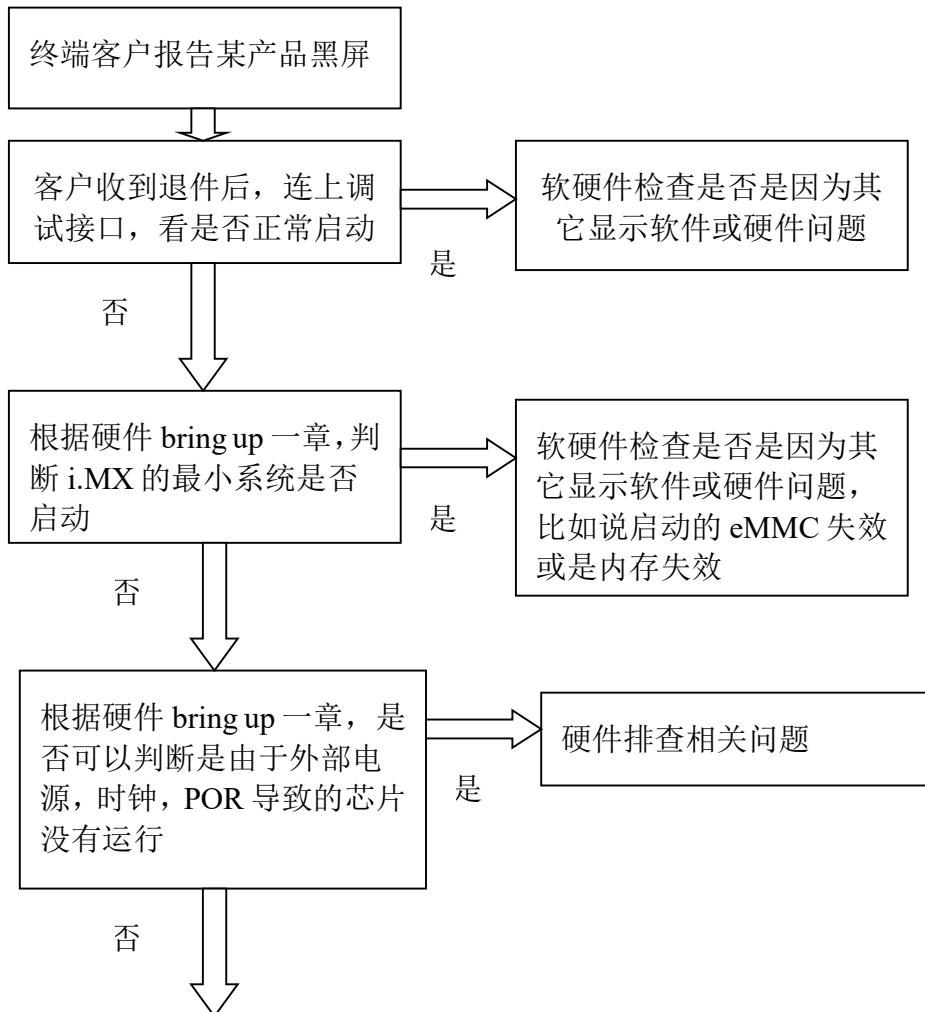 终端客户报告某产品黑屏
客户收到退件后，连上调
试接口，看是否正常启动
软硬件检查是否是因为其
它显示软件或硬件问题
是
否
根据硬件 bring up 一章，判
断 i.MX 的最小系统是否
启动
软硬件检查是否是因为其
它显示软件或硬件问题，
比如说启动的 eMMC 失效
或是内存失效
是
否
根据硬件 bring up 一章，是
否可以判断是由于外部电
源，时钟，POR 导致的芯片
没有运行
硬件排查相关问题
是
否